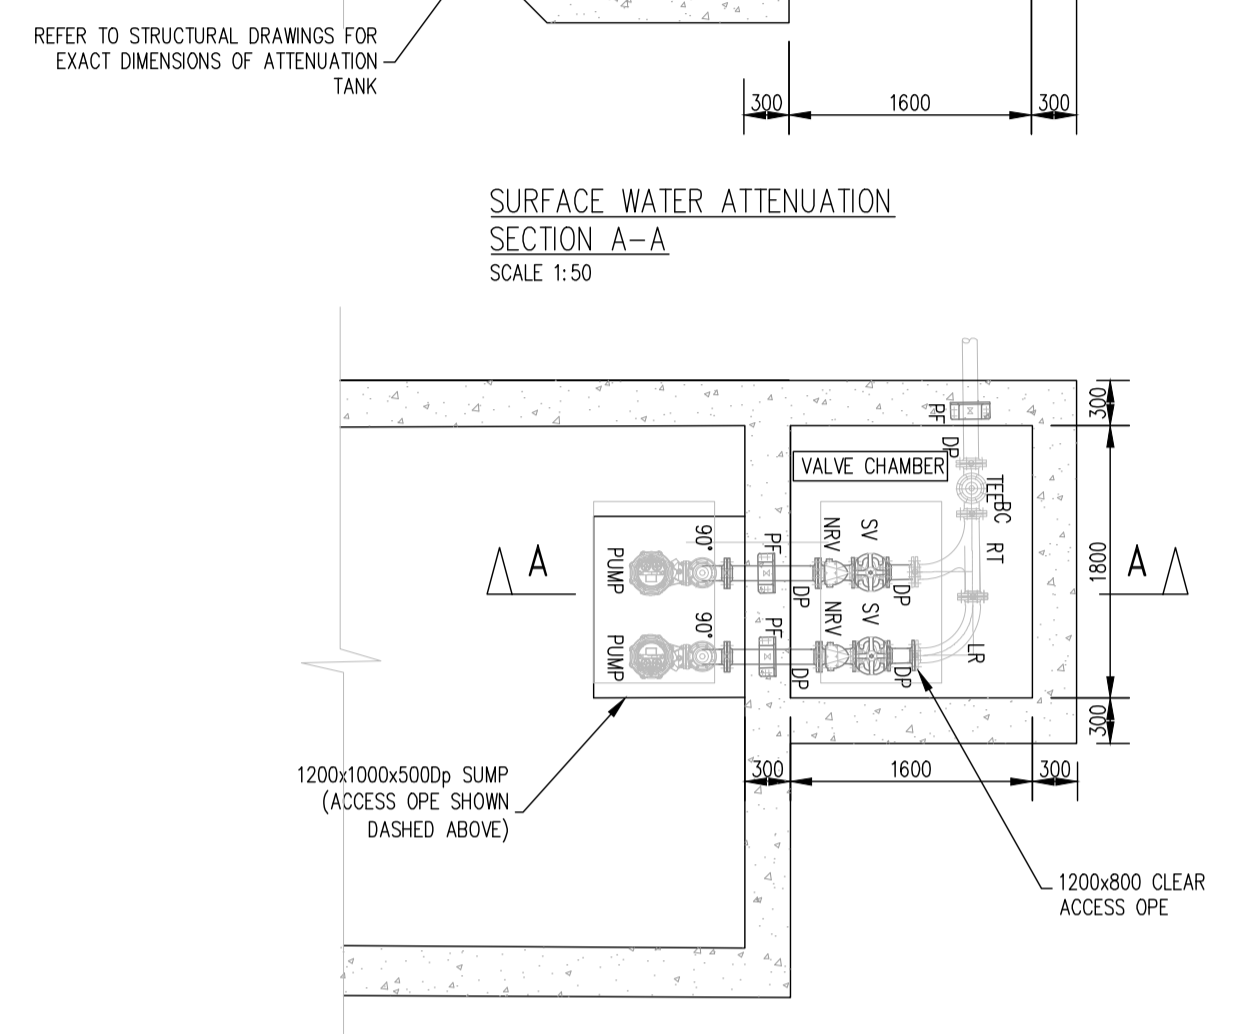 REFER TO STRUCTURAL DRAWINGS FOR
EXACT DIMENSIONS OF ATTENUATION
TANK
300
1600
300
SURFACE WATER ATTENUATION
SECTION A-A
SCALE 1:50
300
PF
DP
VALVE CHAMBER
TEE
BC
RT
90°
PF
NRV
SV
A
PUMP
DP
DP
1800
A
90°
PF
NRV
SV
PUMP
DP
DP
LR
300
300
1600
300
1200x1000x500Dp SUMP
(ACCESS OPE SHOWN
DASHED ABOVE)
1200x800 CLEAR
ACCESS OPE